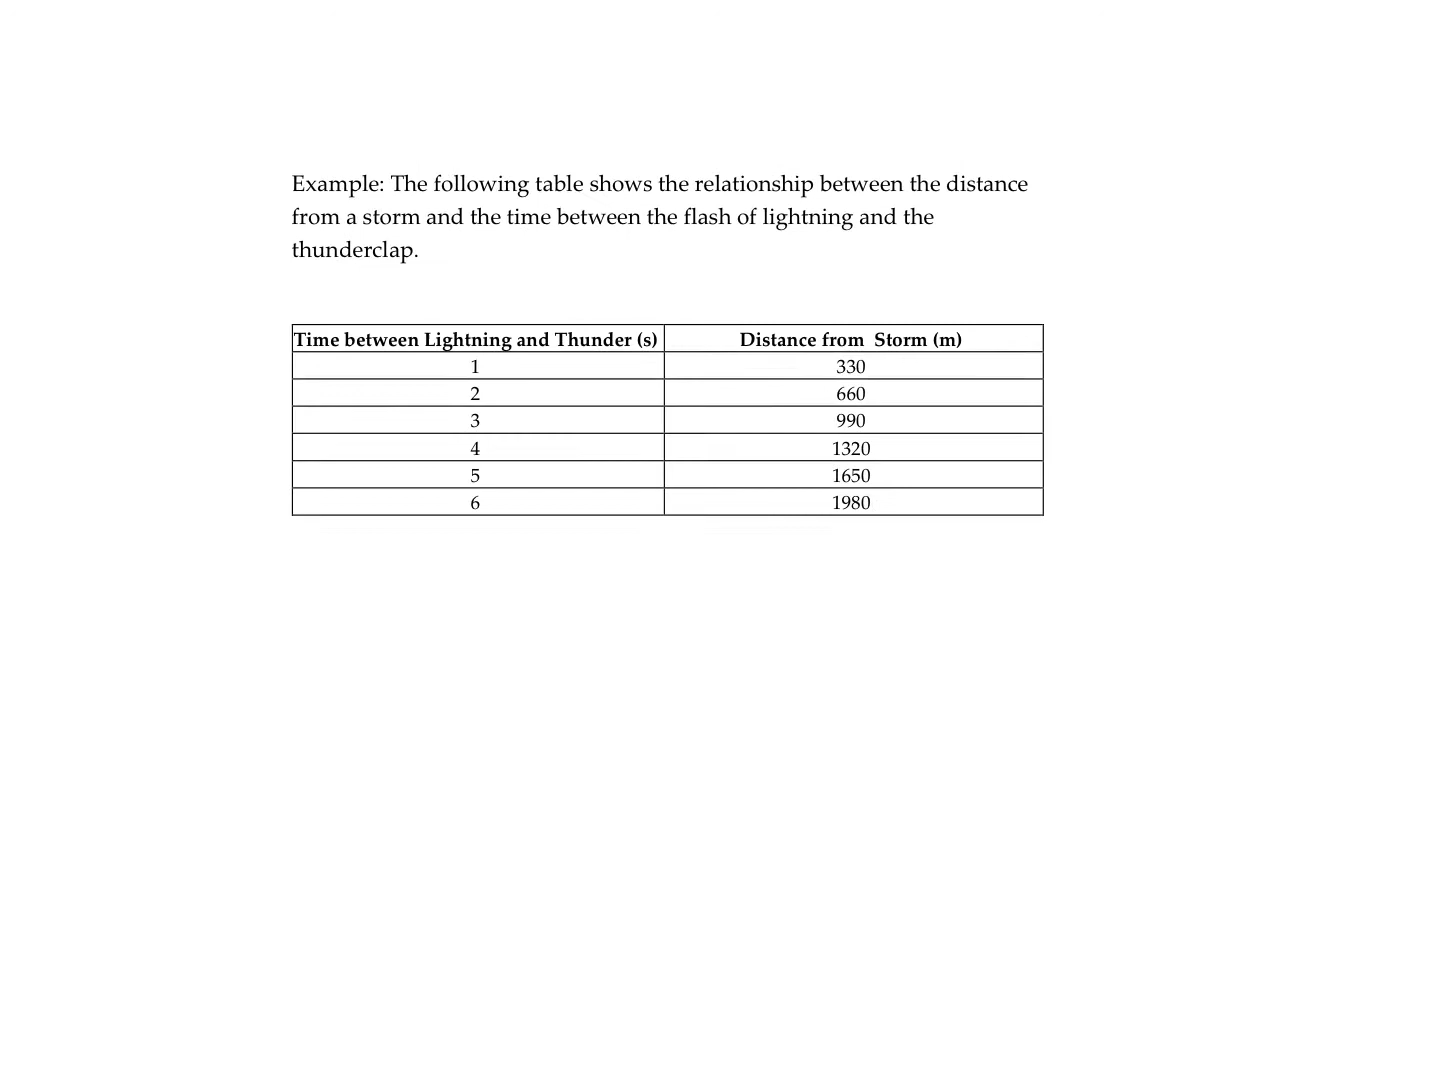 Example: The following table shows the relationship between the distance
from a storm and the time between the flash of lightning and the
thunderclap.
Time between Lightning and Thunder (s) Distance from Storm (m)
1 330
2 660
3 990
4 1320
5 1650
6 1980